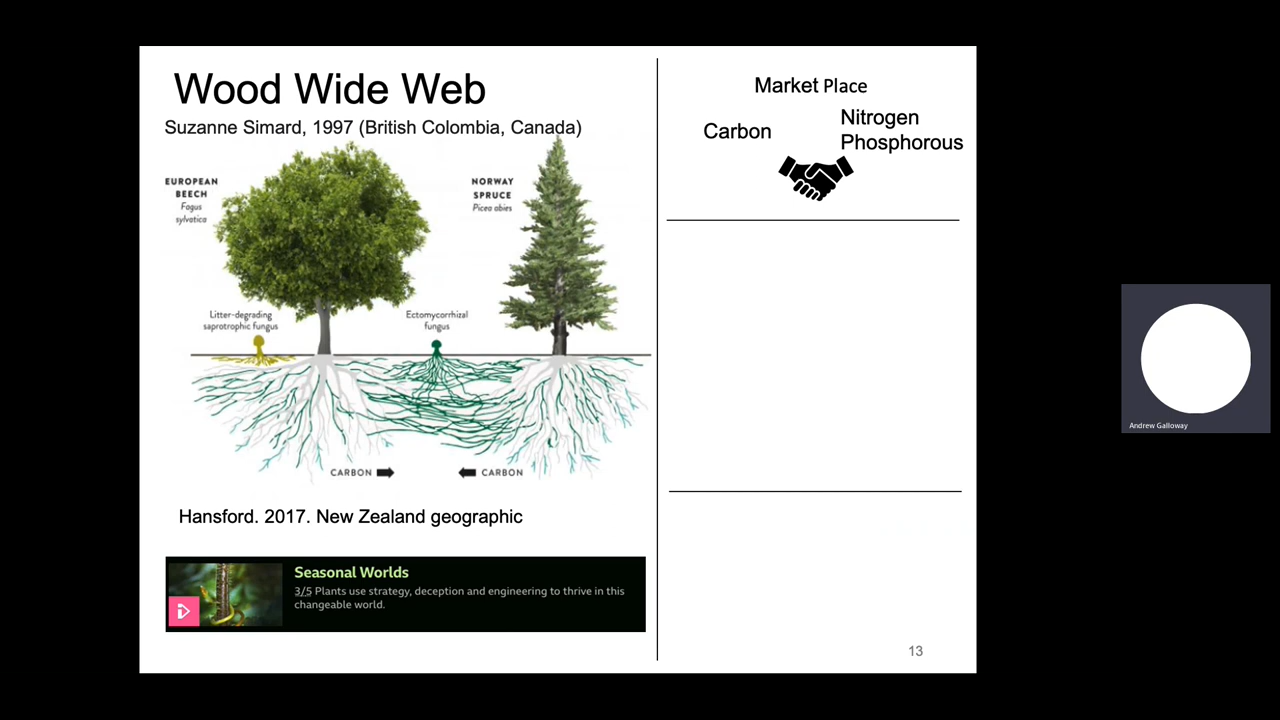 Wood Wide Web
Suzanne Simard, 1997 (British Colombia, Canada)
EUROPEAN
BEECH
Fagus
sylvatica
NORWAY
SPRUCE
Picea abies
Litter-degrading
saprotrophic fungus
Ectomycorrhizal
fungus
CARBON
CARBON
Hansford. 2017. New Zealand geographic
Seasonal Worlds
3/5 Plants use strategy, deception and engineering to thrive in this
changeable world.
Market Place
Carbon
Nitrogen
Phosphorous
13
Andrew Galloway